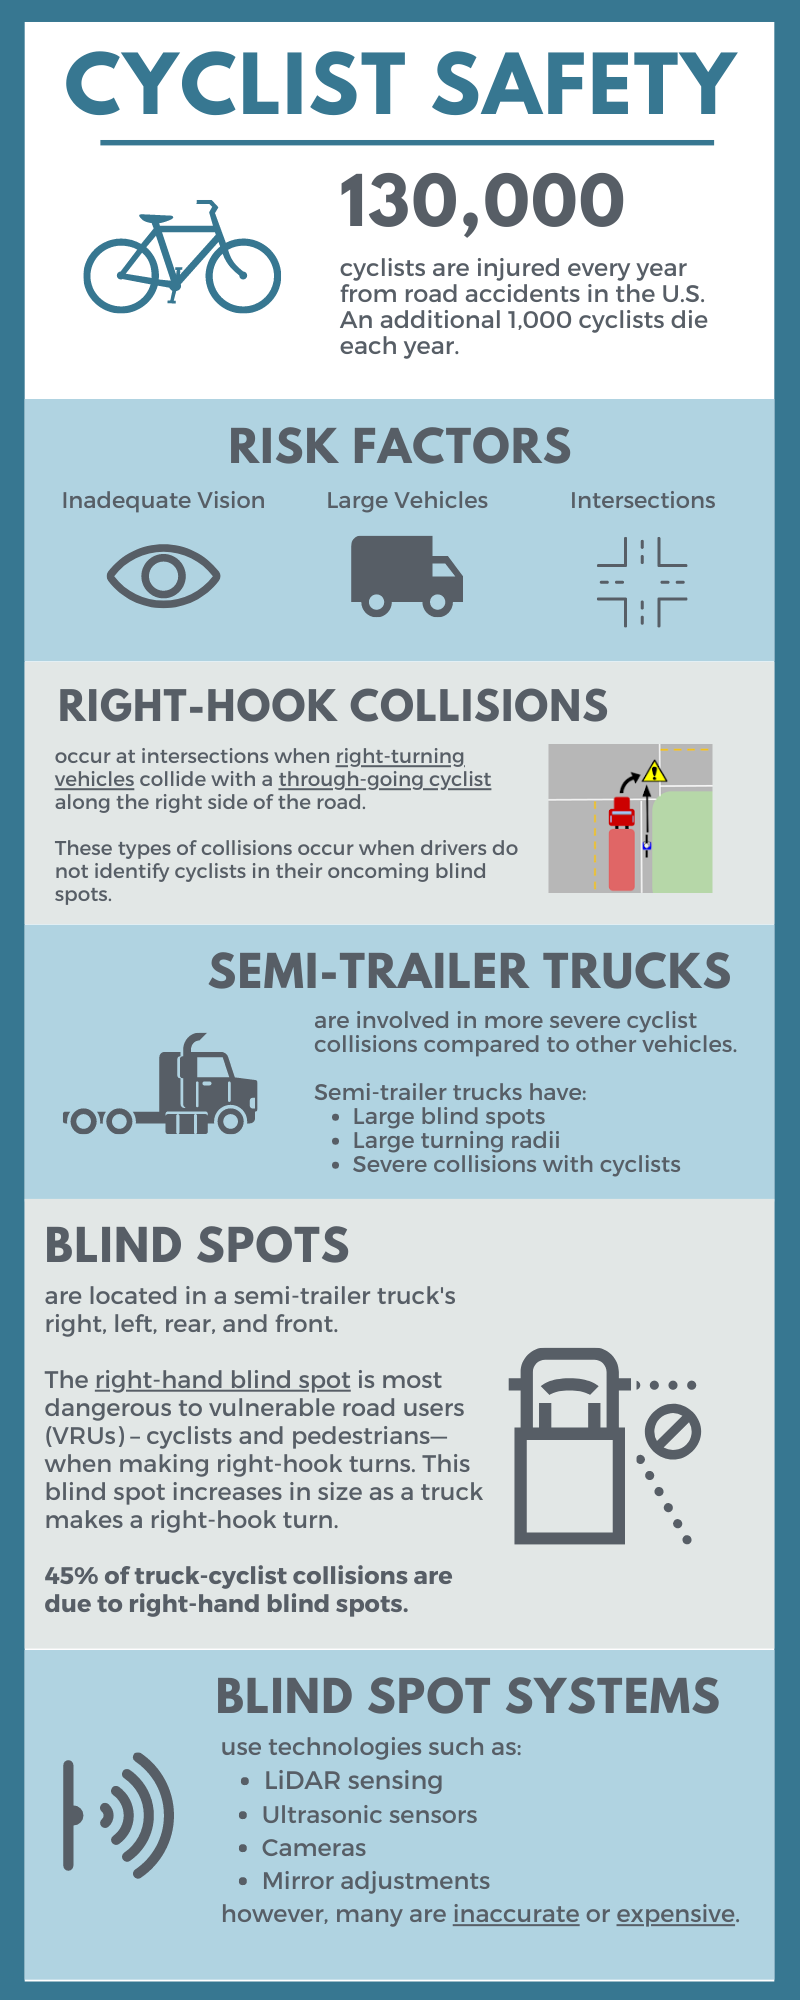 CYCLIST SAFETY
130,000
cyclists are injured every year
from road accidents in the U.S.
An additional 1,000 cyclists die
each year.
RISK FACTORS
Inadequate Vision
Large Vehicles
Intersections
RIGHT-HOOK COLLISIONS
occur at intersections when right-turning
vehicles collide with a through-going cyclist
along the right side of the road.
These types of collisions occur when drivers do
not identify cyclists in their oncoming blind
spots.
SEMI-TRAILER TRUCKS
are involved in more severe cyclist
collisions compared to other vehicles.
Semi-trailer trucks have:
• Large blind spots
• Large turning radii
• Severe collisions with cyclists
BLIND SPOTS
are located in a semi-trailer truck's
right, left, rear, and front.
The right-hand blind spot is most
dangerous to vulnerable road users
(VRUs) – cyclists and pedestrians—
when making right-hook turns. This
blind spot increases in size as a truck
makes a right-hook turn.
45% of truck-cyclist collisions are
due to right-hand blind spots.
BLIND SPOT SYSTEMS
use technologies such as:
• LiDAR sensing
• Ultrasonic sensors
• Cameras
• Mirror adjustments
however, many are inaccurate or expensive.